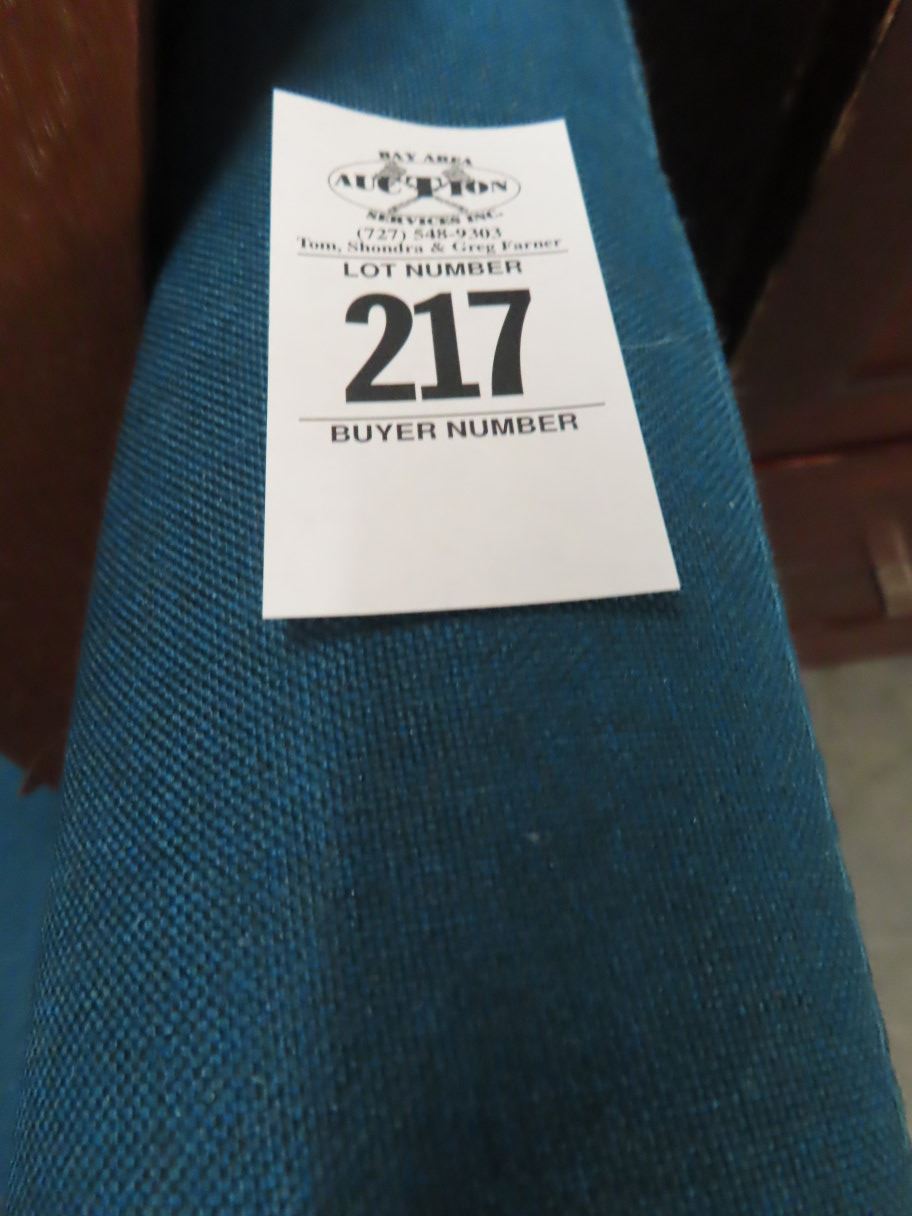 BAY AREA
AUCTION
SERVICES INC.
(727) 548-9303
Tom, Shondra & Greg Farner
LOT NUMBER
217
BUYER NUMBER